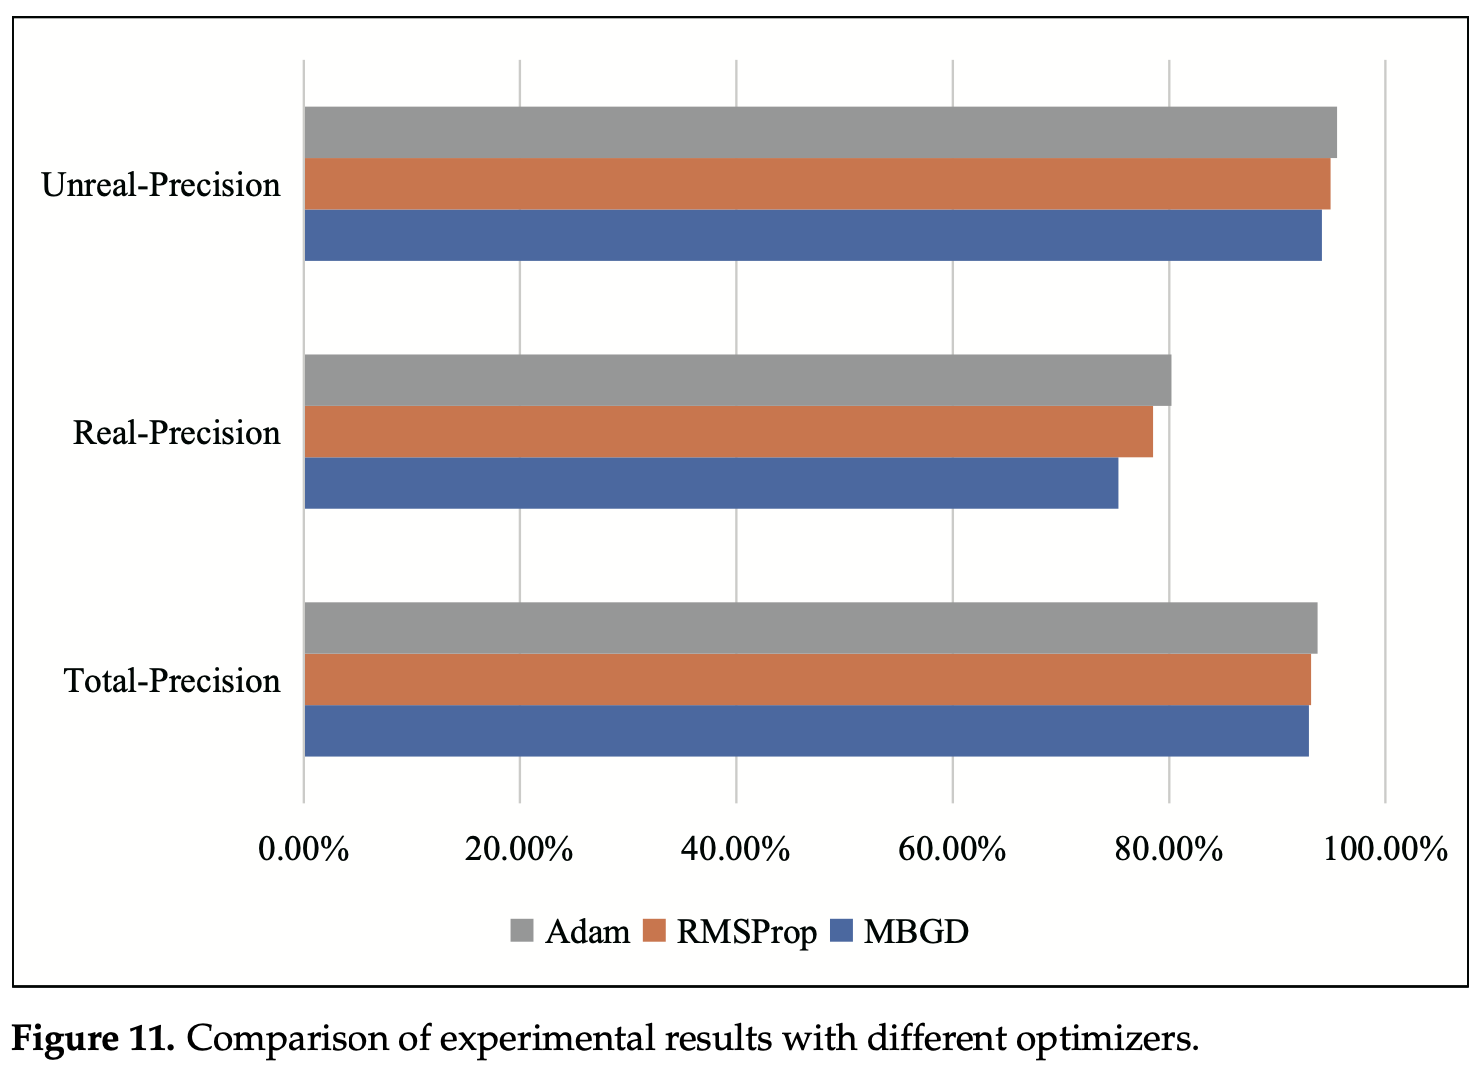 Unreal-Precision
Real-Precision
Total-Precision
0.00% 20.00% 40.00% 60.00% 80.00% 100.00%
Adam RMSProp MBGD
Figure 11. Comparison of experimental results with different optimizers.